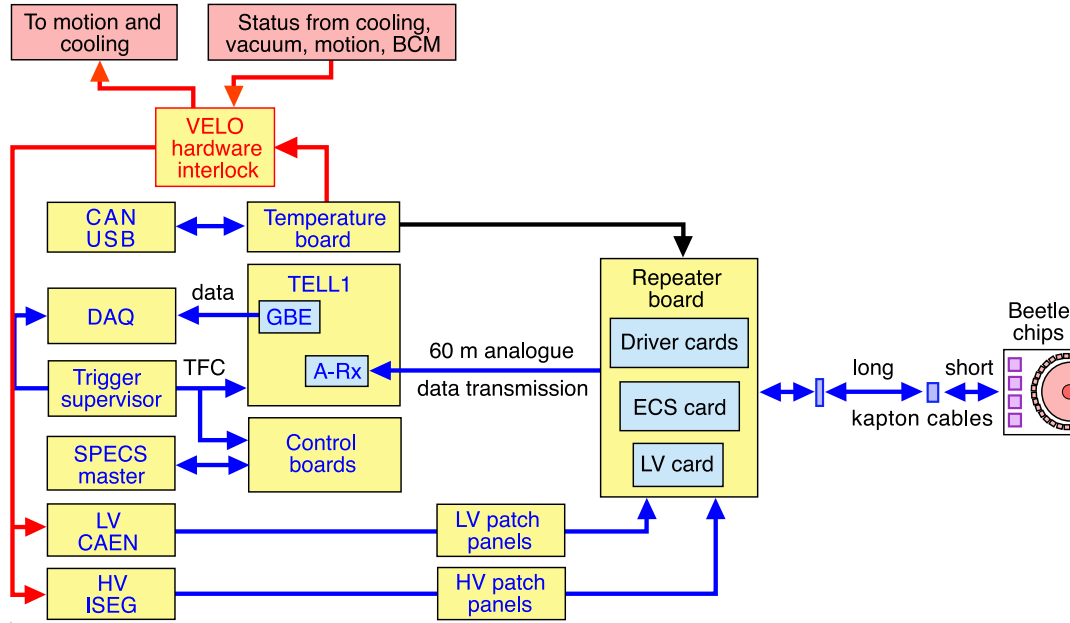 To motion and
cooling
Status from cooling,
vacuum, motion, BCM
VELO
hardware
interlock
CAN
USB
Temperature
board
TELL1
GBE
A-Rx
data
DAQ
Trigger
supervisor
TFC
SPECS
master
Control
boards
LV
CAEN
LV patch
panels
HV
ISEG
HV patch
panels
60 m analogue
data transmission
Repeater
board
Driver cards
ECS card
LV card
long
short
kapton cables
Beetle
chips